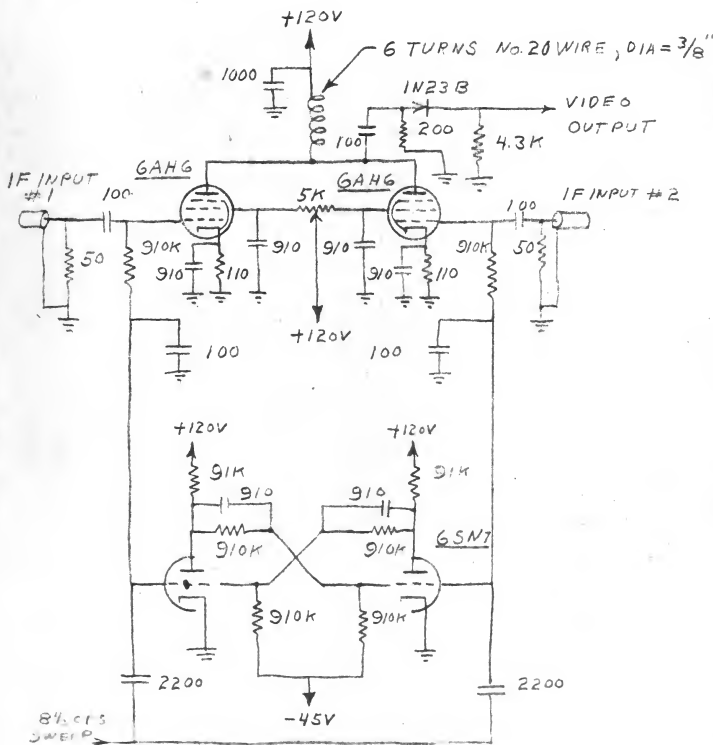 +120V
6 TURNS No. 20 WIRE, DIA = 3/8"
1000
1N23B
VIDEO
OUTPUT
100
200
4.3K
6AH6
6AH6
IF INPUT
#1
100
5K
100
IF INPUT #2
50
910K
910
110
910
910
910
110
910K
50
+120V
100
100
+120V
+120V
91K
91K
910
910
910K
910K
6SN7
910K
910K
2200
2200
-45V
SWEEP